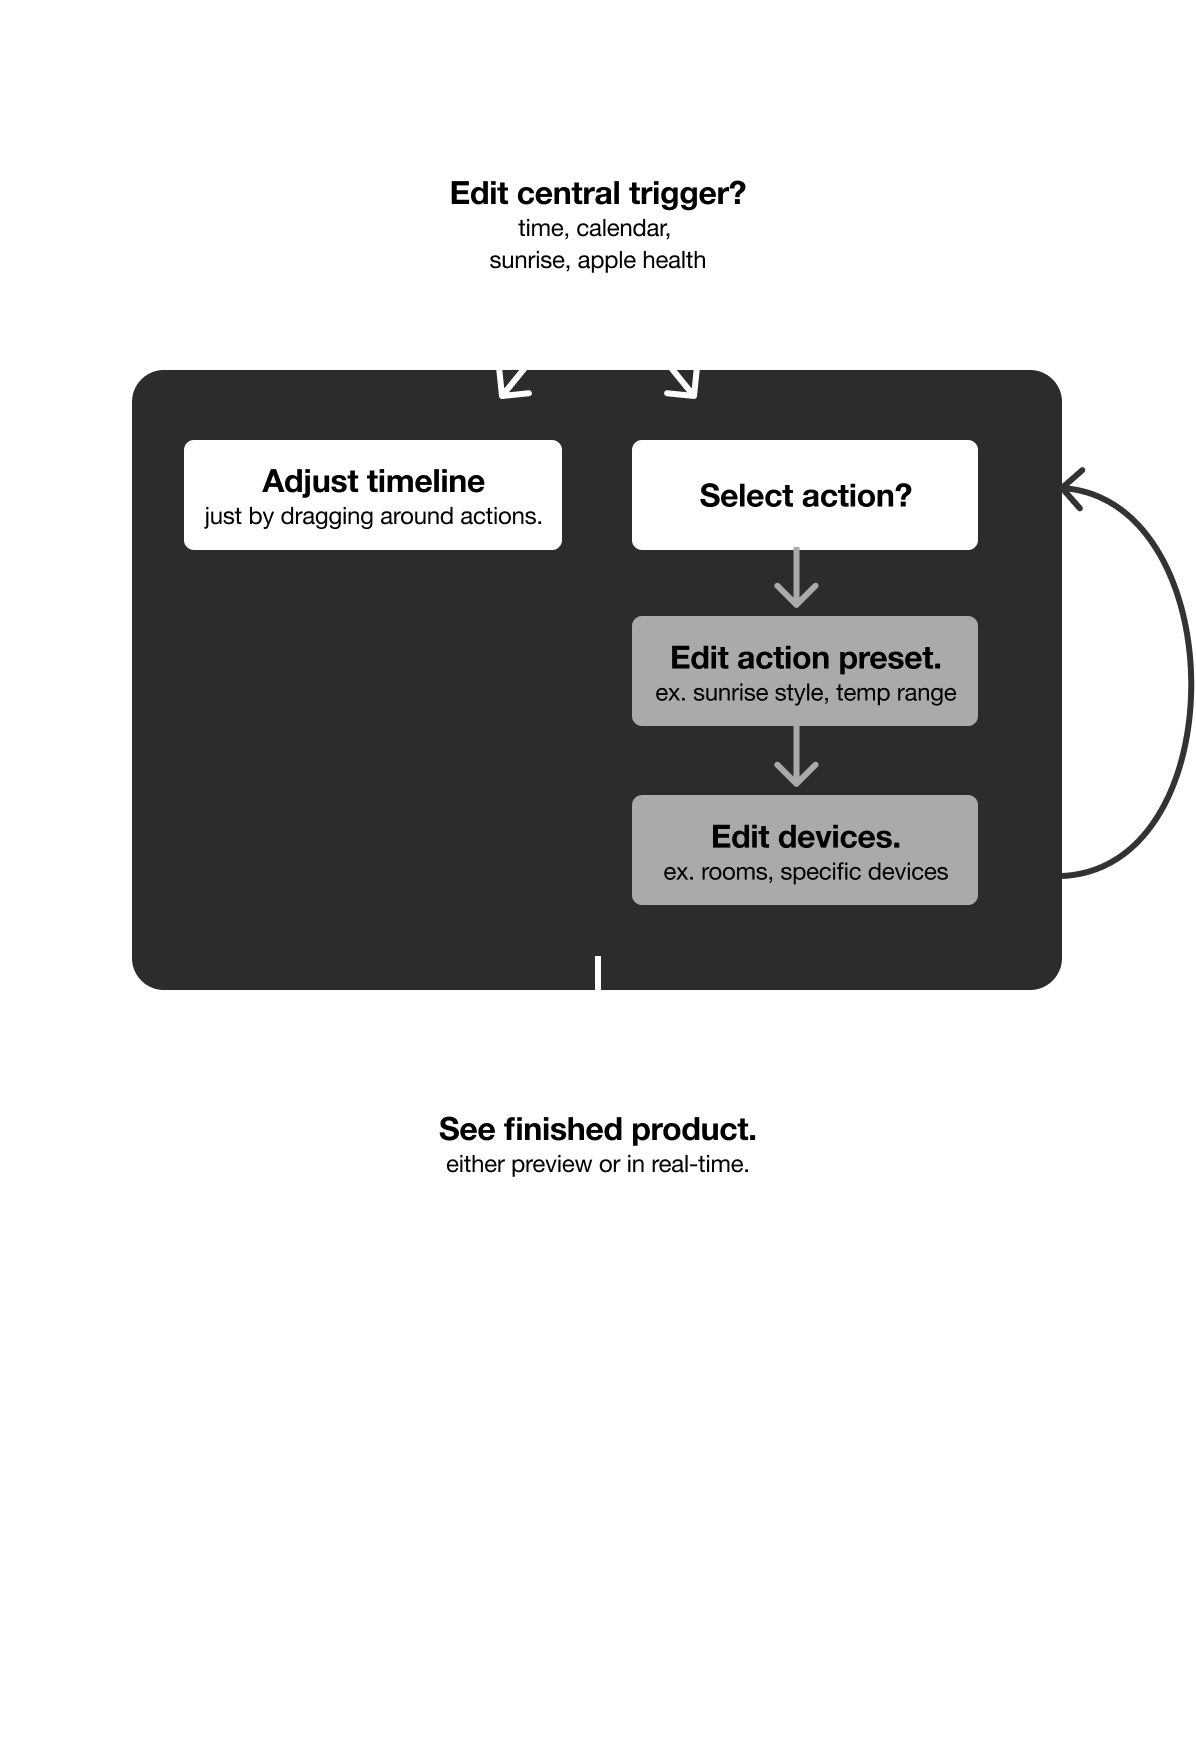 Edit central trigger?
time, calendar,
sunrise, apple health
Adjust timeline
just by dragging around actions.
Select action?
Edit action preset.
ex. sunrise style, temp range
Edit devices.
ex. rooms, specific devices
See finished product.
either preview or in real-time.